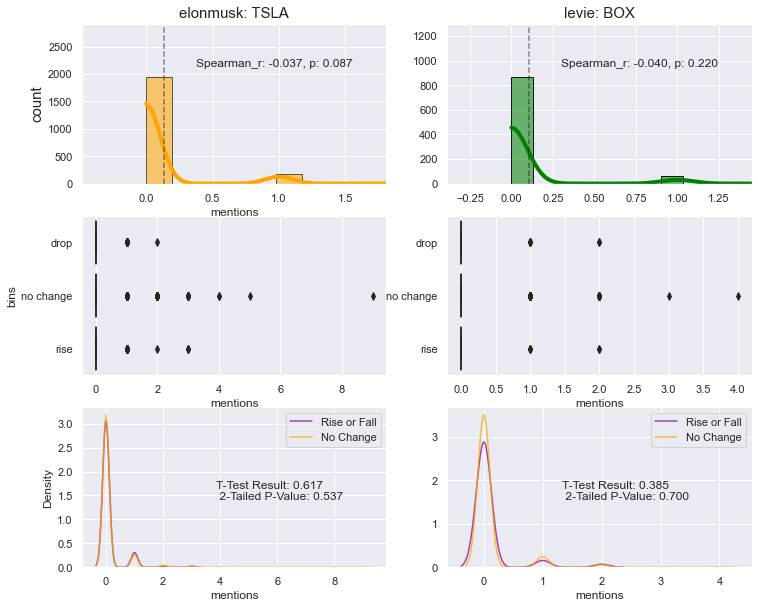 elonmusk: TSLA
levie: BOX
count
2500
2000
1500
1000
500
0
Spearman_r: -0.037, p: 0.087
0.0 0.5 1.0 1.5
mentions
1200
1000
800
600
400
200
0
Spearman_r: -0.040, p: 0.220
-0.25 0.00 0.25 0.50 0.75 1.00 1.25
bins
drop
no change
rise
0 2 4 6 8
mentions
drop
no change
rise
0.0 0.5 1.0 1.5 2.0 2.5 3.0 3.5 4.0
mentions
Density
3.0
2.5
2.0
1.5
1.0
0.5
0.0
Rise or Fall
No Change
T-Test Result: 0.617
2-Tailed P-Value: 0.537
0 2 4 6 8
mentions
3
2
1
0
Rise or Fall
No Change
T-Test Result: 0.385
2-Tailed P-Value: 0.700
0 1 2 3 4
mentions